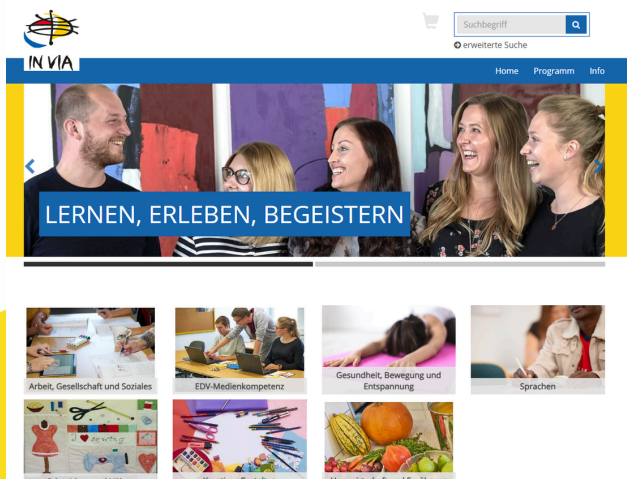 Suchbegriff
erweiterte Suche
IN VIA
Home Programm Info
LERNEN, ERLEBEN, BEGEISTERN
Arbeit, Gesellschaft und Soziales
EDV-Medienkompetenz
Gesundheit, Bewegung und
Entspannung
Sprachen
I sewing